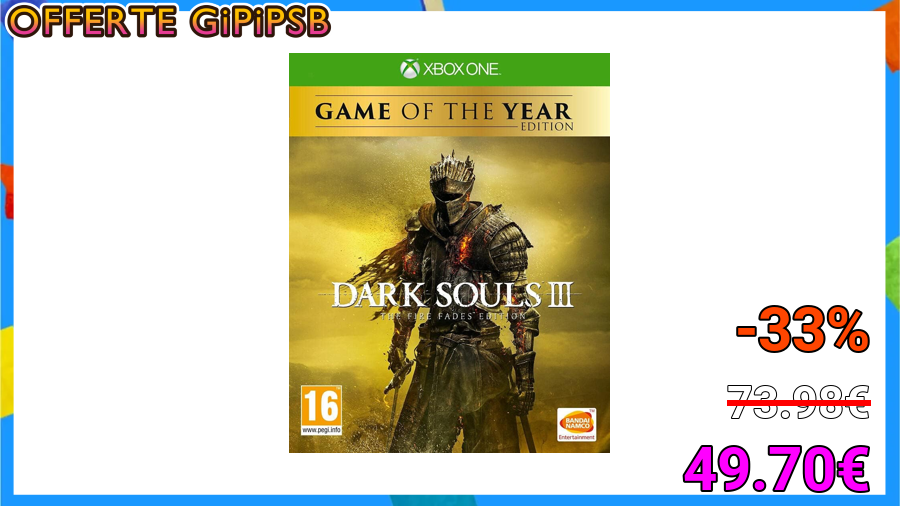 OFFERTE GiPiPSB
XBOX ONE
GAME OF THE YEAR
EDITION
DARK SOULS III
THE FIRE FADES EDITION
16
www.pegi.info
BANDAI
NAMCO
Entertainment
-33%
73.98€
49.70€